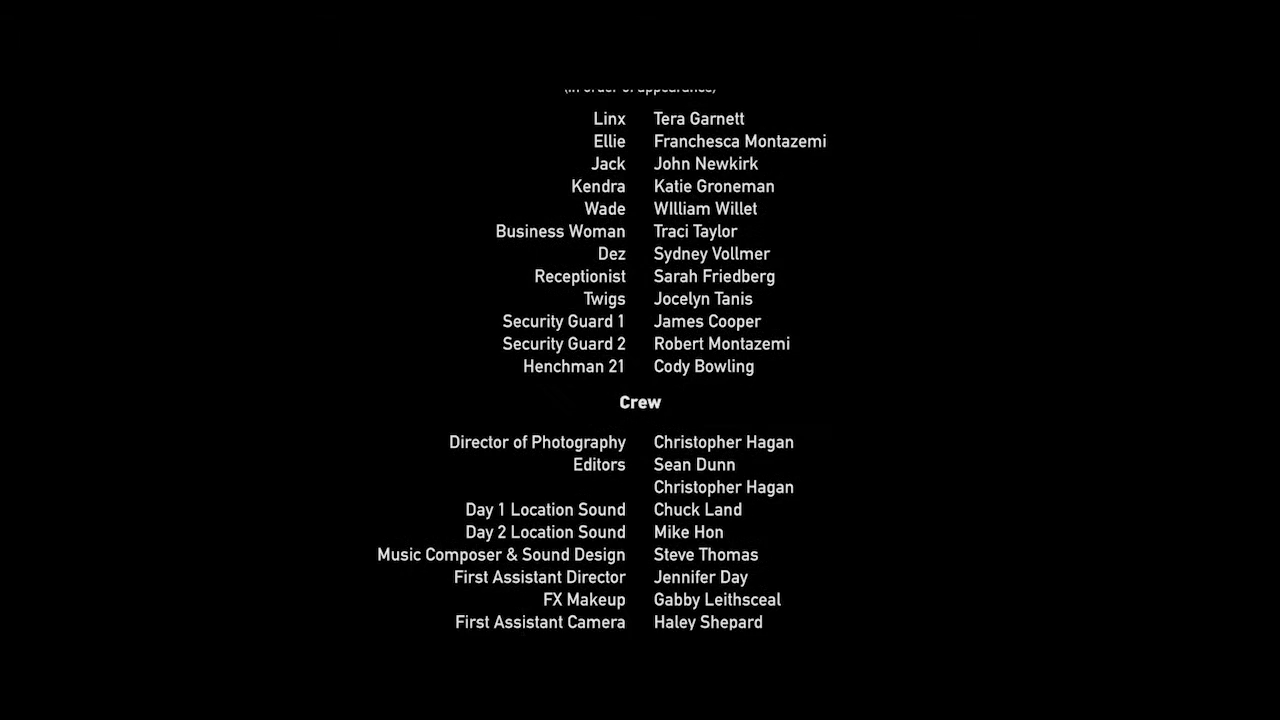 (in order of appearance)
Linx Tera Garnett
Ellie Franchesca Montazemi
Jack John Newkirk
Kendra Katie Groneman
Wade WIlliam Willet
Business Woman Traci Taylor
Dez Sydney Vollmer
Receptionist Sarah Friedberg
Twigs Jocelyn Tanis
Security Guard 1 James Cooper
Security Guard 2 Robert Montazemi
Henchman 21 Cody Bowling
Crew
Director of Photography Christopher Hagan
Editors Sean Dunn
Christopher Hagan
Day 1 Location Sound Chuck Land
Day 2 Location Sound Mike Hon
Music Composer & Sound Design Steve Thomas
First Assistant Director Jennifer Day
FX Makeup Gabby Leithsceal
First Assistant Camera Haley Shepard